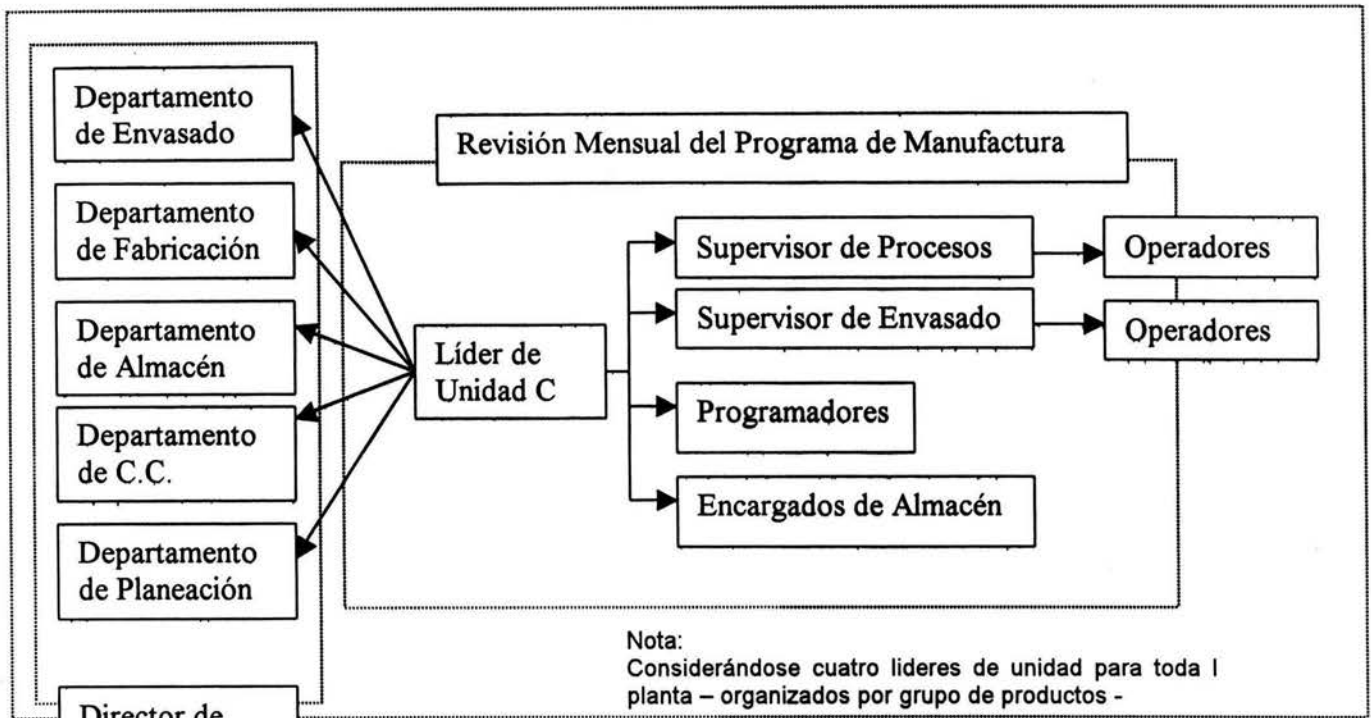 Departamento
de Envasado
Departamento
de Fabricación
Departamento
de Almacén
Departamento
de C.C.
Departamento
de Planeación
Director de
Revisión Mensual del Programa de Manufactura
Líder de
Unidad C
Supervisor de Procesos
Supervisor de Envasado
Programadores
Encargados de Almacén
Operadores
Operadores
Nota:
Considerándose cuatro lideres de unidad para toda l
planta – organizados por grupo de productos -